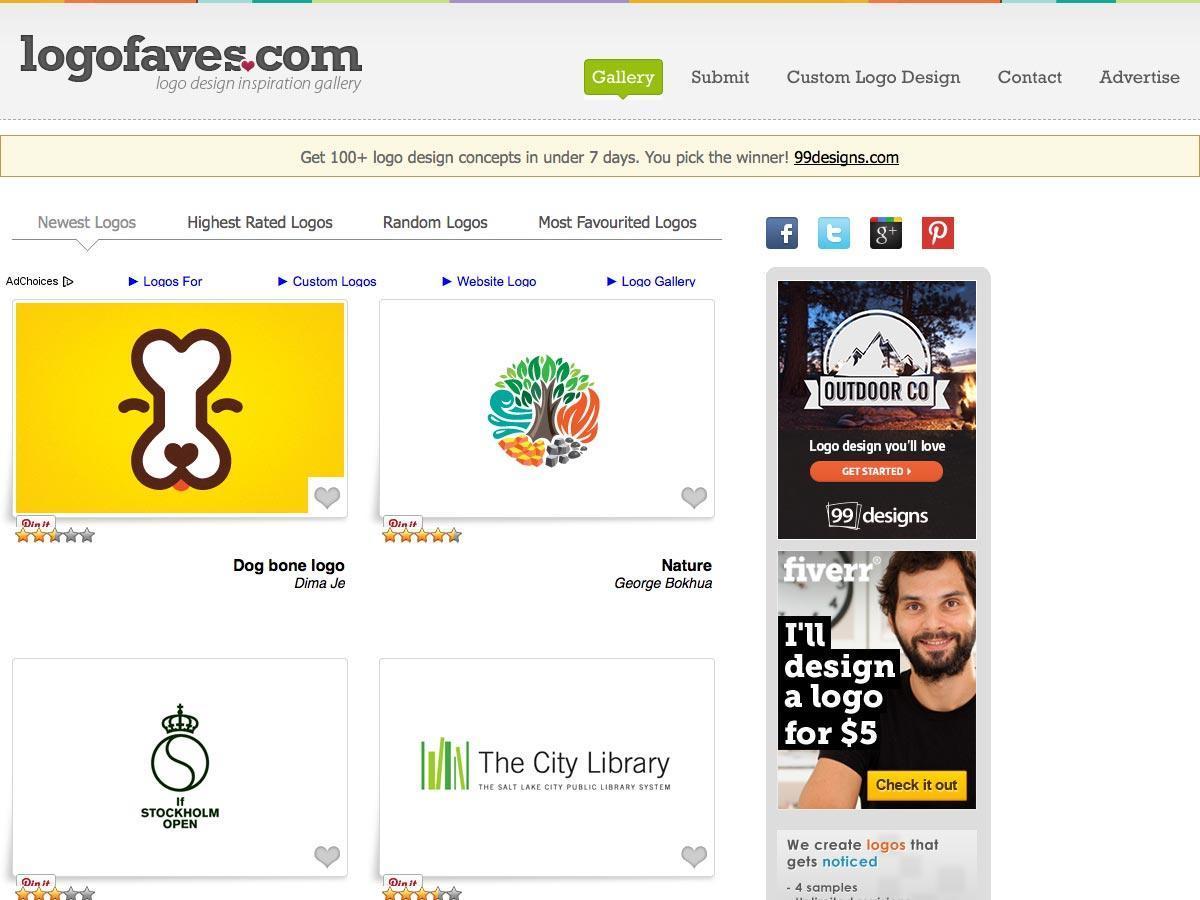 logofaves.com
logo design inspiration gallery
Gallery Submit Custom Logo Design Contact Advertise
Get 100+ logo design concepts in under 7 days. You pick the winner! 99designs.com
Newest Logos Highest Rated Logos Random Logos Most Favourited Logos
f t g+ P
AdChoices Logos For Custom Logos Website Logo Logo Gallery
Pin it
Pin it
Dog bone logo
Dima Je
Nature
George Bokhua
If
STOCKHOLM
OPEN
The City Library
THE SALT LAKE CITY PUBLIC LIBRARY SYSTEM
Pin it
Pin it
OUTDOOR CO
Logo design you'll love
GET STARTED
99designs
fiverr®
I'll
design
a logo
for $5
Check it out
We create logos that
gets noticed
- 4 samples